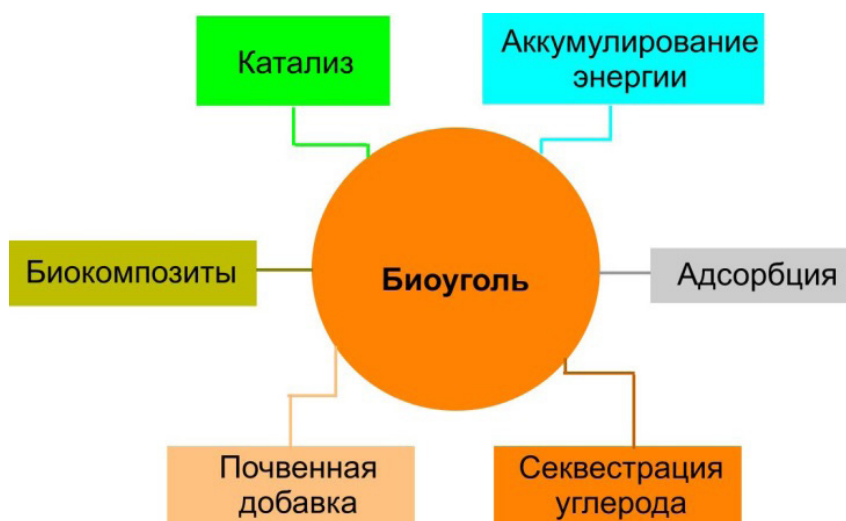 Катализ
Аккумулирование
энергии
Биокомпозиты
Биоуголь
Адсорбция
Почвенная
добавка
Секвестрация
углерода